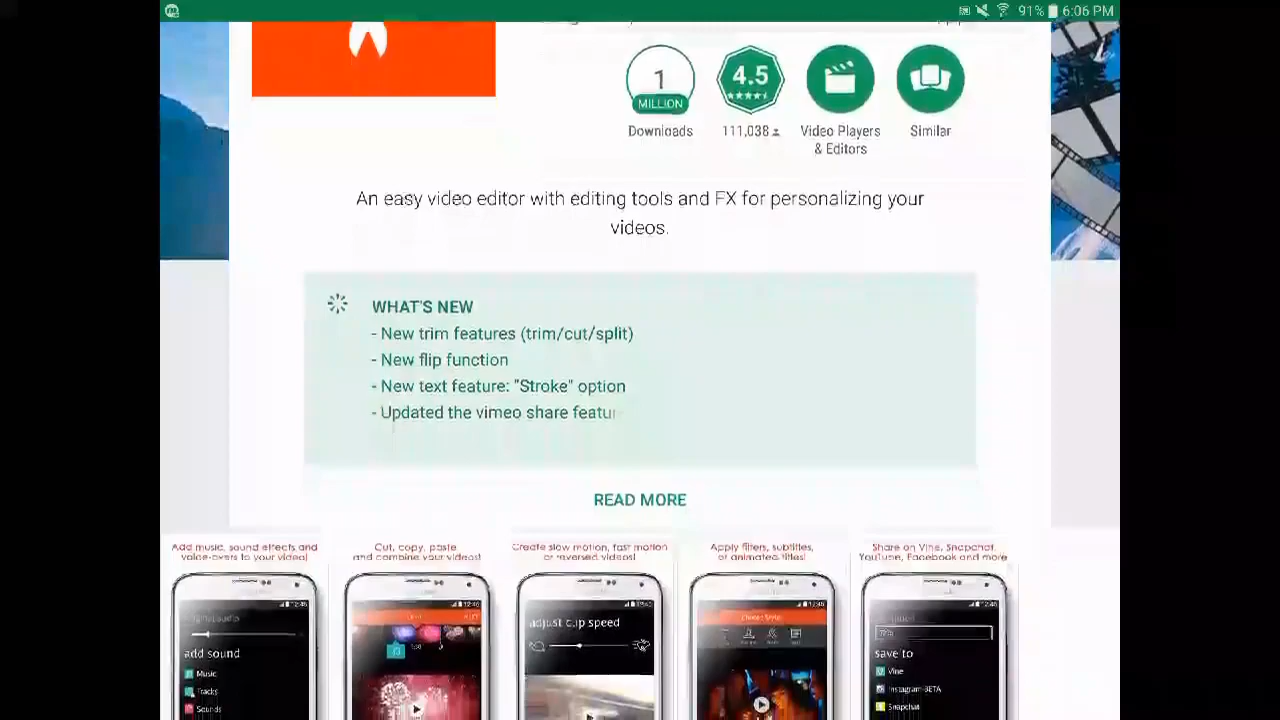 91% 6:06 PM
1
MILLION
Downloads
4.5
111,038
Video Players
& Editors
Similar
An easy video editor with editing tools and FX for personalizing your
videos.
WHAT'S NEW
- New trim features (trim/cut/split)
- New flip function
- New text feature: "Stroke" option
- Updated the vimeo share featur
READ MORE
Add music, sound effects and
voice-overs to your video!
Cut, copy, paste
and combine your videos!
Create slow motion, fast motion
or reversed videos!
Apply filters, subtitles,
or animated titles!
Share on Vine, Snapchat,
YouTube, Facebook and more
add sound
Music
Tracks
Sounds
adjust clip speed
save to
Vine
Instagram-BETA
Snapchat